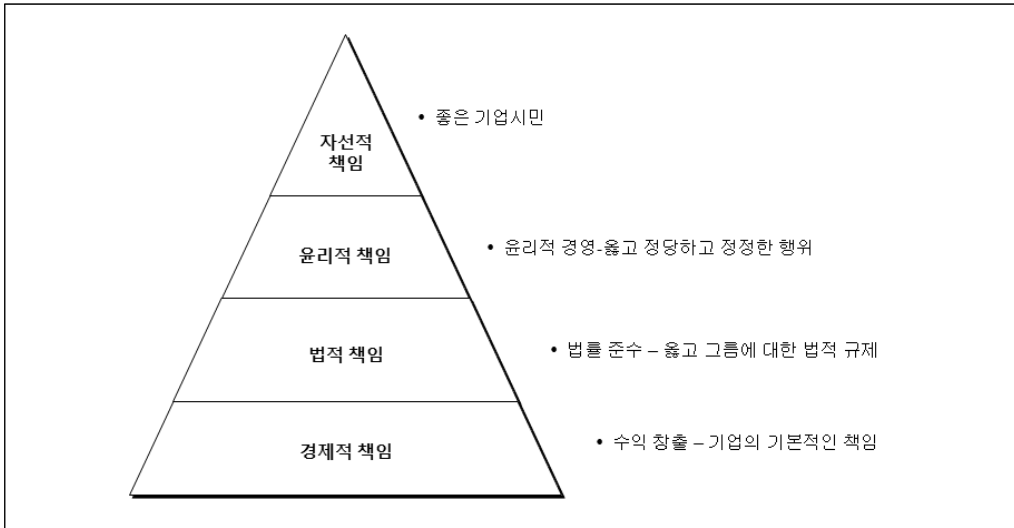 자선적
책임
• 좋은 기업시민
윤리적 책임
• 윤리적 경영-옳고 정당하고 정정한 행위
법적 책임
• 법률 준수 – 옳고 그름에 대한 법적 규제
경제적 책임
• 수익 창출 – 기업의 기본적인 책임